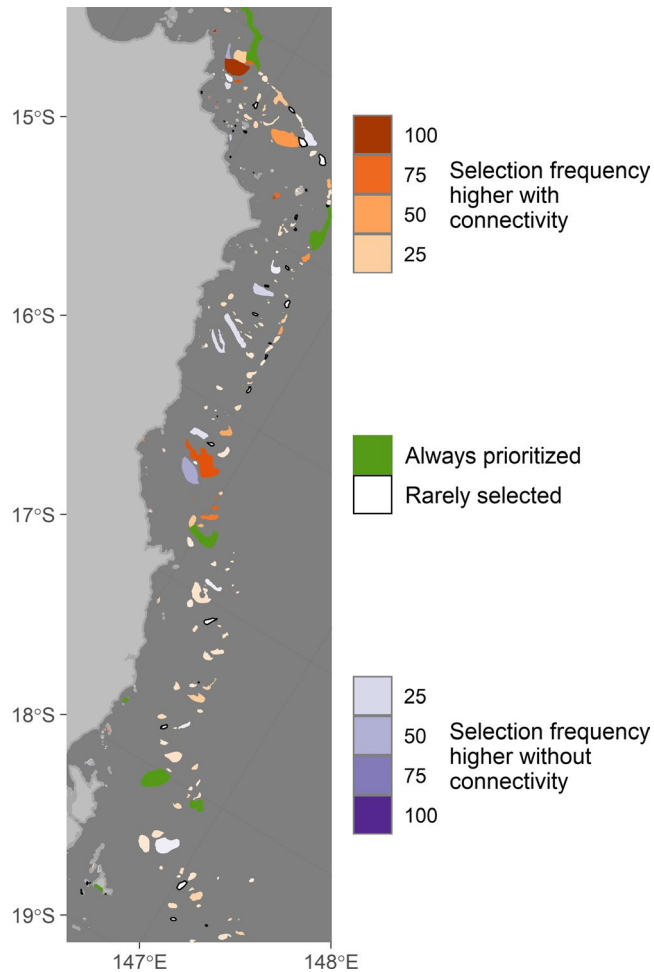 15°S
16°S
17°S
18°S
19°S
147°E
148°E
100
75
50
25
Selection frequency
higher with
connectivity
Always prioritized
Rarely selected
25
50
75
100
Selection frequency
higher without
connectivity